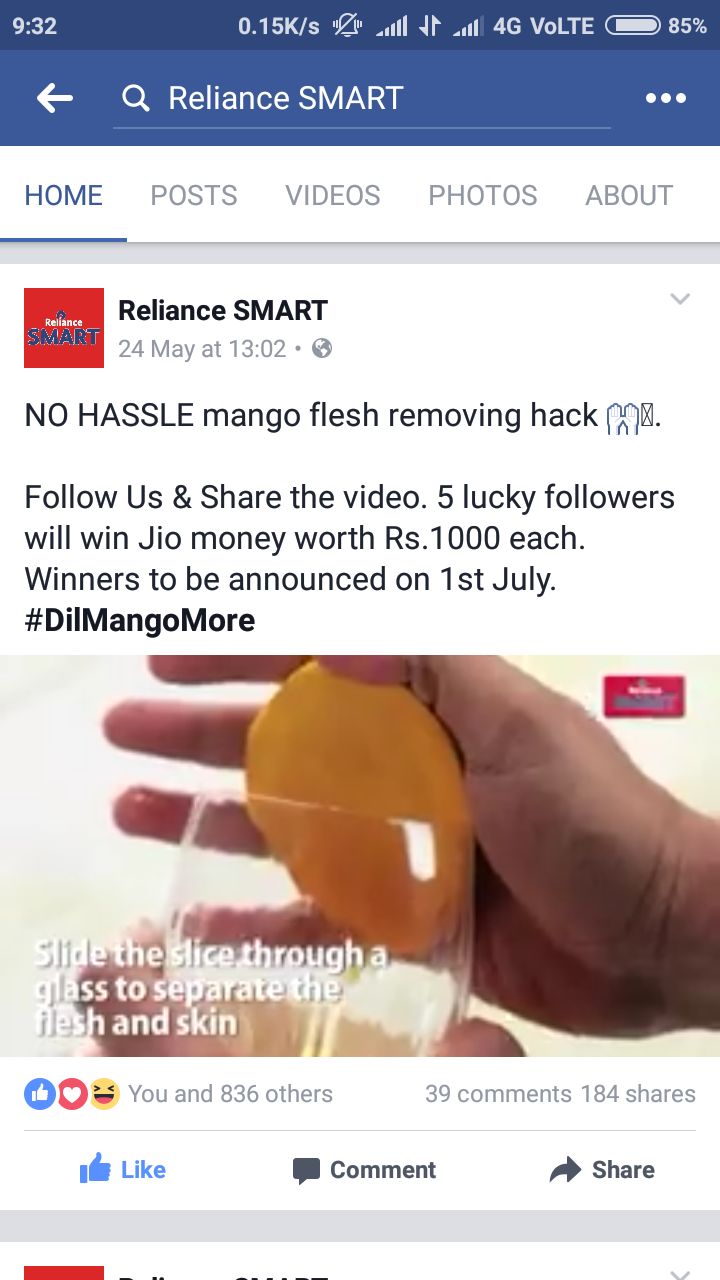 9:32 0.15K/s 4G VoLTE 85%
Reliance SMART
HOME POSTS VIDEOS PHOTOS ABOUT
Reliance
SMART
Reliance SMART
24 May at 13:02 •
NO HASSLE mango flesh removing hack 🙌.
Follow Us & Share the video. 5 lucky followers
will win Jio money worth Rs.1000 each.
Winners to be announced on 1st July.
#DilMangoMore
Slide the slice through a
glass to separate the
flesh and skin
You and 836 others 39 comments 184 shares
Like Comment Share